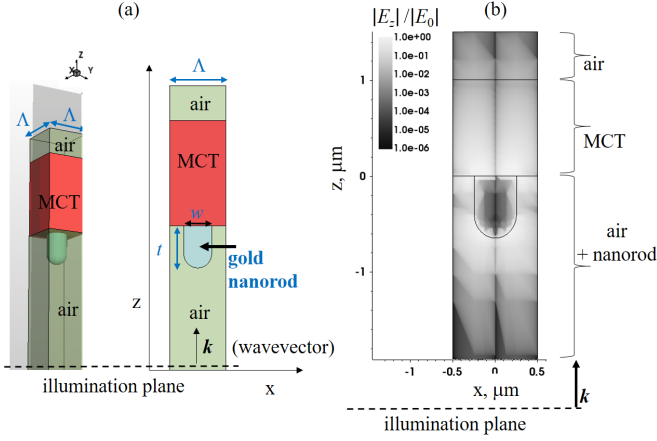 (a)
Z
X
Y
Λ
Λ
air
MCT
air
z
Λ
air
MCT
w
t
gold
nanorod
air
k
(wavevector)
illumination plane
x
(b)
|E_z| / |E_0|
1.0e+00
1.0e-01
1.0e-02
1.0e-03
1.0e-04
1.0e-05
1.0e-06
z, μm
1
0
-1
-0.5
0
0.5
x, μm
air
MCT
air
+ nanorod
k
illumination plane